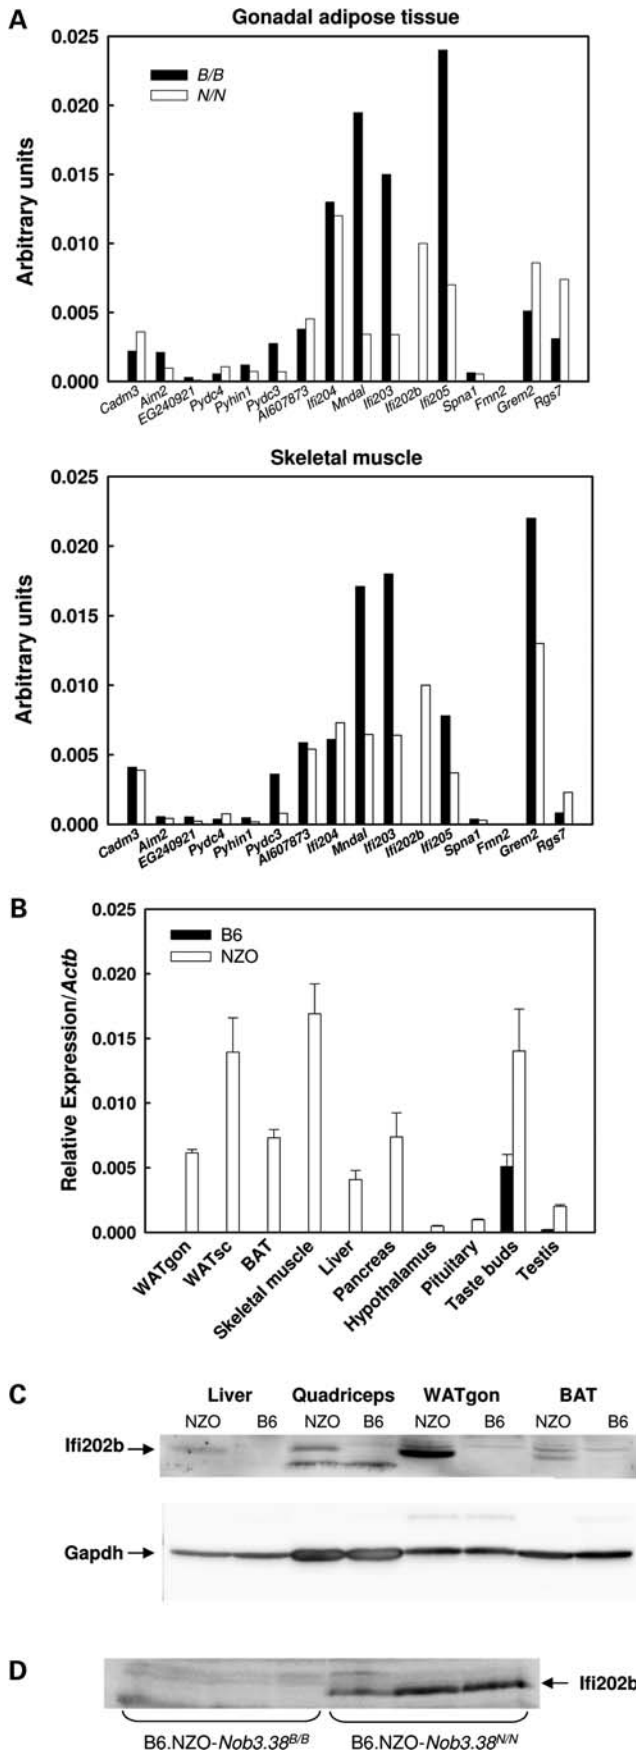 A
Gonadal adipose tissue
0.025
0.020
0.015
0.010
0.005
0.000
Arbitrary units
B/B
N/N
Cadm3
Aim2
EG240921
Pydc4
Pyhin1
Pydc3
AI607873
Ifi204
Mndal
Ifi203
Ifi202b
Ifi205
Spna1
Fmn2
Grem2
Rgs7
Skeletal muscle
0.025
0.020
0.015
0.010
0.005
0.000
Arbitrary units
Cadm3
Aim2
EG240921
Pydc4
Pyhin1
Pydc3
AI607873
Ifi204
Mndal
Ifi203
Ifi202b
Ifi205
Spna1
Fmn2
Grem2
Rgs7
B
0.025
0.020
0.015
0.010
0.005
0.000
Relative Expression/Actb
B6
NZO
WATgon
WATsc
BAT
Skeletal muscle
Liver
Pancreas
Hypothalamus
Pituitary
Taste buds
Testis
C
Liver Quadriceps WATgon BAT
NZO B6 NZO B6 NZO B6 NZO B6
Ifi202b
Gapdh
D
Ifi202b
B6.NZO-Nob3.38B/B B6.NZO-Nob3.38N/N